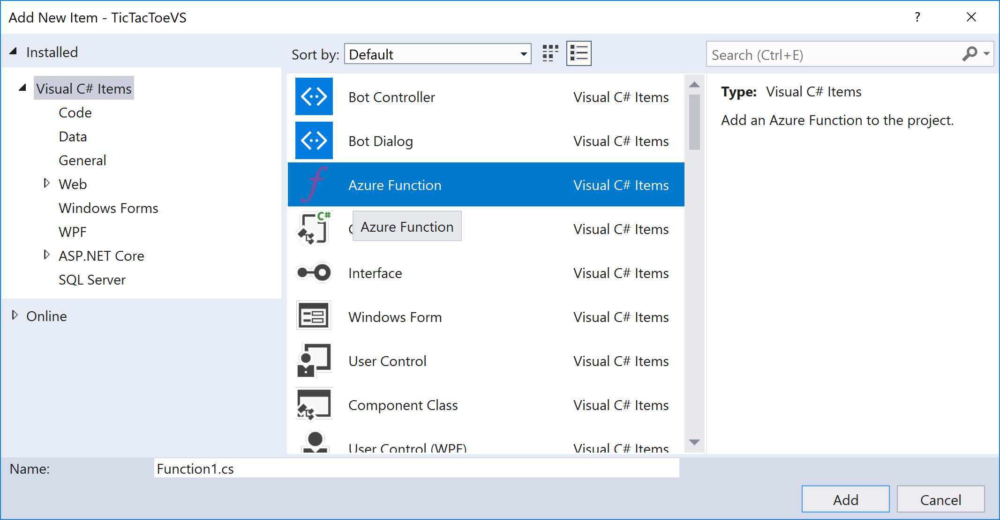 Add New Item - TicTacToeVS
?
Installed
Visual C# Items
Code
Data
General
Web
Windows Forms
WPF
ASP.NET Core
SQL Server
Online
Sort by: Default
Bot Controller Visual C# Items
Bot Dialog Visual C# Items
Azure Function Visual C# Items
C# Visual C# Items
Azure Function
Interface Visual C# Items
Windows Form Visual C# Items
User Control Visual C# Items
Component Class Visual C# Items
User Control (WPF) Visual C# Items
Search (Ctrl+E)
Type: Visual C# Items
Add an Azure Function to the project.
Name: Function1.cs
Add Cancel